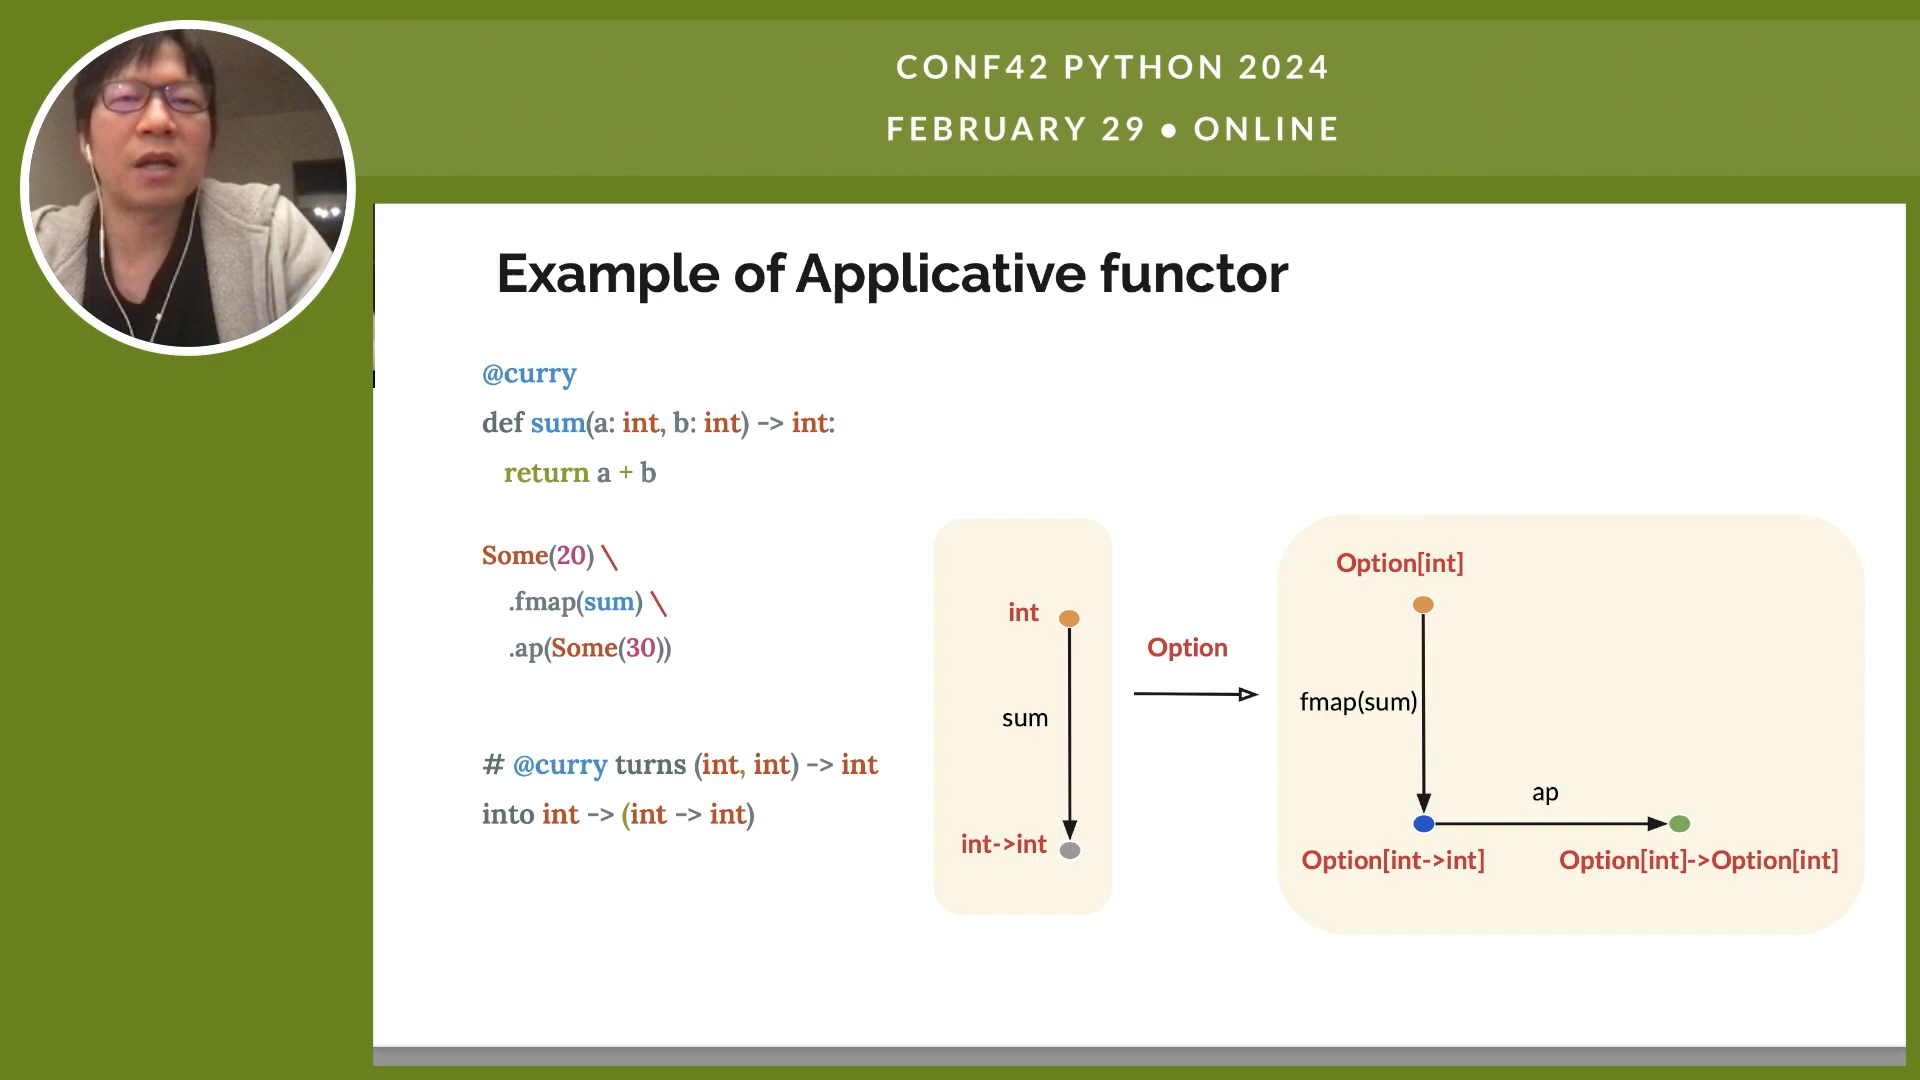 CONF42 PYTHON 2024
FEBRUARY 29 • ONLINE
Example of Applicative functor
@curry
def sum(a: int, b: int) -> int:
return a + b
Some(20) \
.fmap(sum) \
.ap(Some(30))
# @curry turns (int, int) -> int
into int -> (int -> int)
int
sum
int->int
Option
Option[int]
fmap(sum)
ap
Option[int->int]
Option[int]->Option[int]